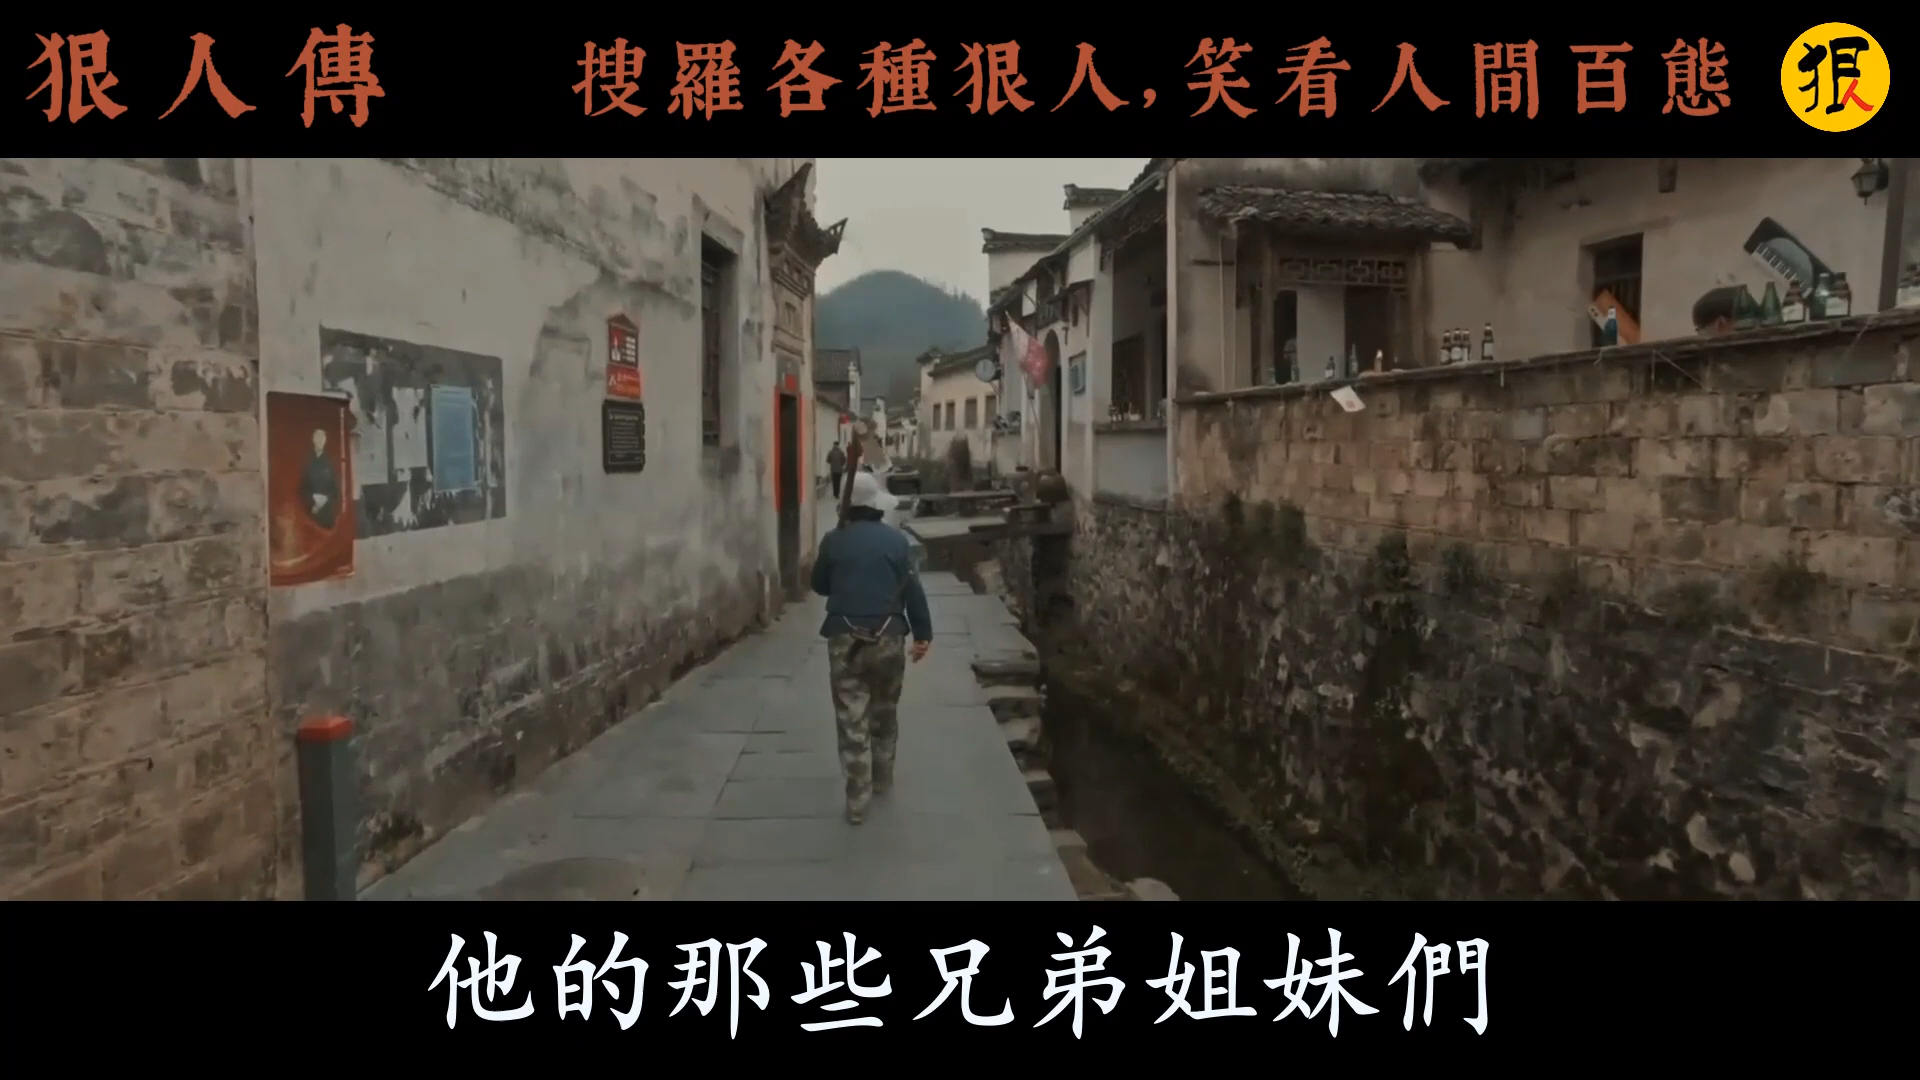 狠人傳
搜羅各種狠人,笑看人間百態
狠人
他的那些兄弟姐妹們